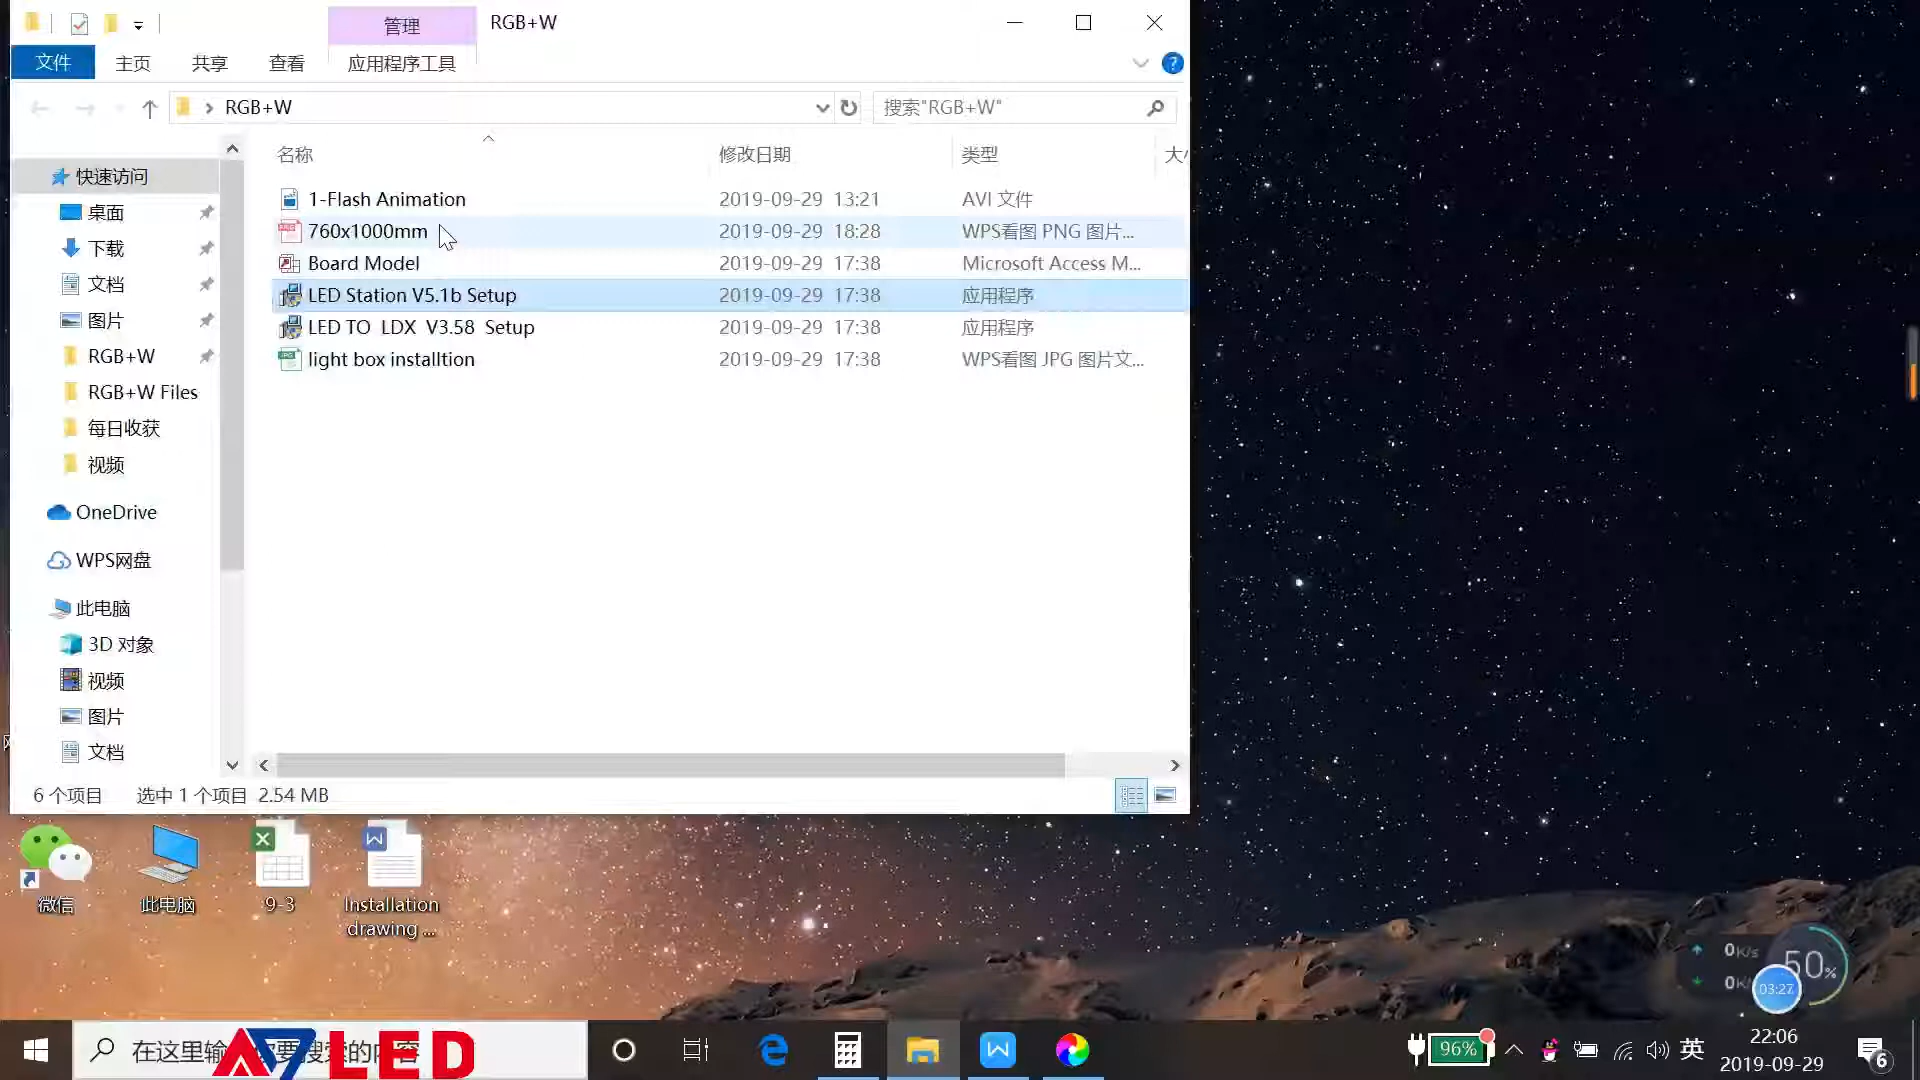 管理
RGB+W
文件
主页
共享
查看
应用程序工具
RGB+W
搜索"RGB+W"
名称
修改日期
类型
快速访问
桌面
下载
文档
图片
RGB+W
RGB+W Files
每日收获
视频
OneDrive
WPS网盘
此电脑
3D 对象
视频
图片
文档
1-Flash Animation 2019-09-29 13:21 AVI 文件
760x1000mm 2019-09-29 18:28 WPS看图 PNG 图片...
Board Model 2019-09-29 17:38 Microsoft Access M...
LED Station V5.1b Setup 2019-09-29 17:38 应用程序
LED TO LDX V3.58 Setup 2019-09-29 17:38 应用程序
light box installtion 2019-09-29 17:38 WPS看图 JPG 图片文...
6 个项目 选中 1 个项目 2.54 MB
微信
此电脑
9-3
Installation
drawing ...
0K/s
50%
03:27
在这里输
的内容
LED
96%
英
22:06
2019-09-29
6